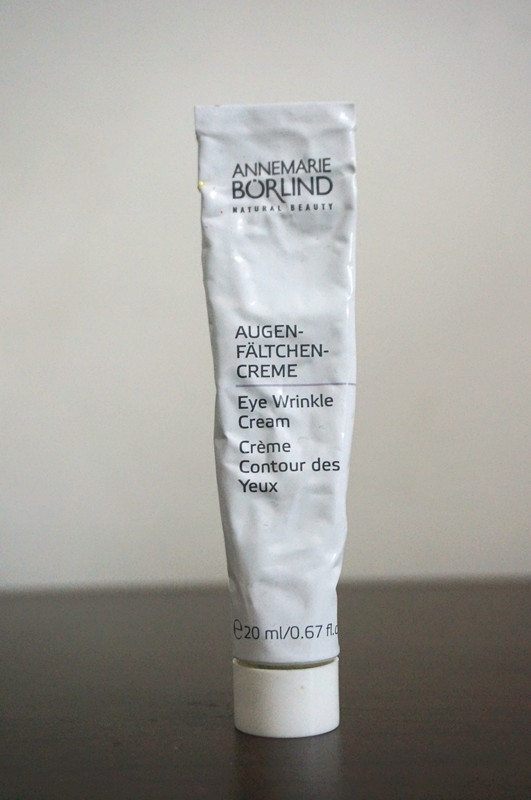 ANNEMARIE
BÖRLIND
NATURAL BEAUTY
AUGEN-
FÄLTCHEN-
CREME
Eye Wrinkle
Cream
Crème
Contour des
Yeux
℮20 ml/0.67 fl.o